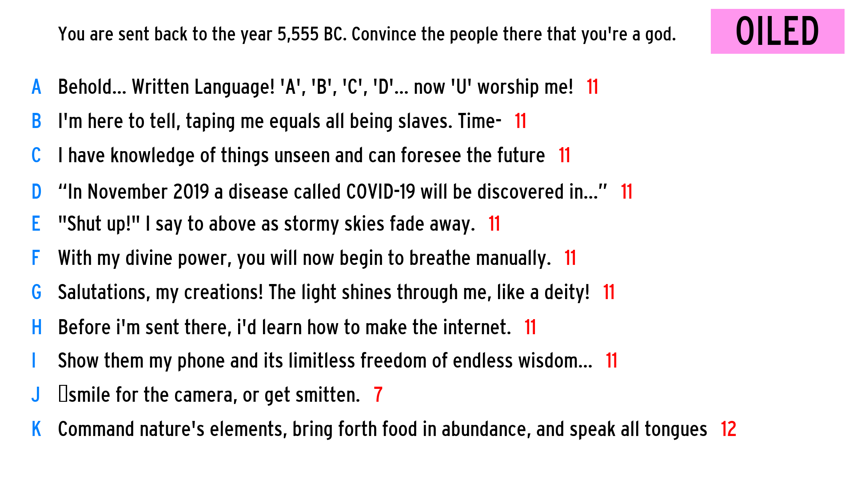 You are sent back to the year 5,555 BC. Convince the people there that you're a god.
OILED
A Behold... Written Language! 'A', 'B', 'C', 'D'... now 'U' worship me! 11
B I'm here to tell, taping me equals all being slaves. Time- 11
C I have knowledge of things unseen and can foresee the future 11
D “In November 2019 a disease called COVID-19 will be discovered in...” 11
E "Shut up!" I say to above as stormy skies fade away. 11
F With my divine power, you will now begin to breathe manually. 11
G Salutations, my creations! The light shines through me, like a deity! 11
H Before i'm sent there, i'd learn how to make the internet. 11
I Show them my phone and its limitless freedom of endless wisdom... 11
J ▯smile for the camera, or get smitten. 7
K Command nature's elements, bring forth food in abundance, and speak all tongues 12